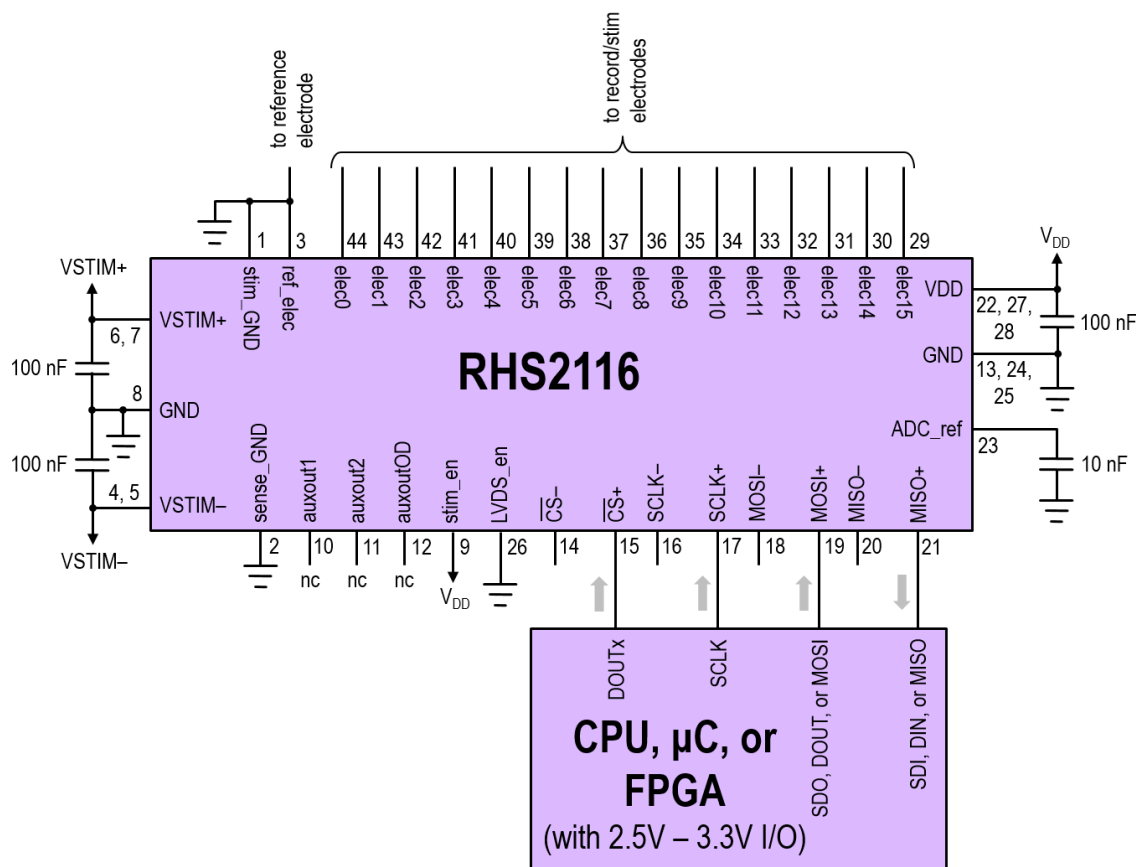 to reference
electrode
to record/stim
electrodes
1
3
44
43
42
41
40
39
38
37
36
35
34
33
32
31
30
29
stim_GND
ref_elec
elec0
elec1
elec2
elec3
elec4
elec5
elec6
elec7
elec8
elec9
elec10
elec11
elec12
elec13
elec14
elec15
VSTIM+
VSTIM+
6, 7
100 nF
8
GND
100 nF
4, 5
VSTIM–
VSTIM–
RHS2116
VDD
VDD
22, 27,
28
100 nF
GND
13, 24,
25
ADC_ref
23
10 nF
sense_GND
auxout1
auxout2
auxoutOD
stim_en
LVDS_en
CS–
CS+
SCLK–
SCLK+
MOSI–
MOSI+
MISO–
MISO+
2
10
11
12
9
26
14
15
16
17
18
19
20
21
nc
nc
nc
VDD
DOUTx
SCLK
SDO, DOUT, or MOSI
SDI, DIN, or MISO
CPU, µC, or
FPGA
(with 2.5V – 3.3V I/O)